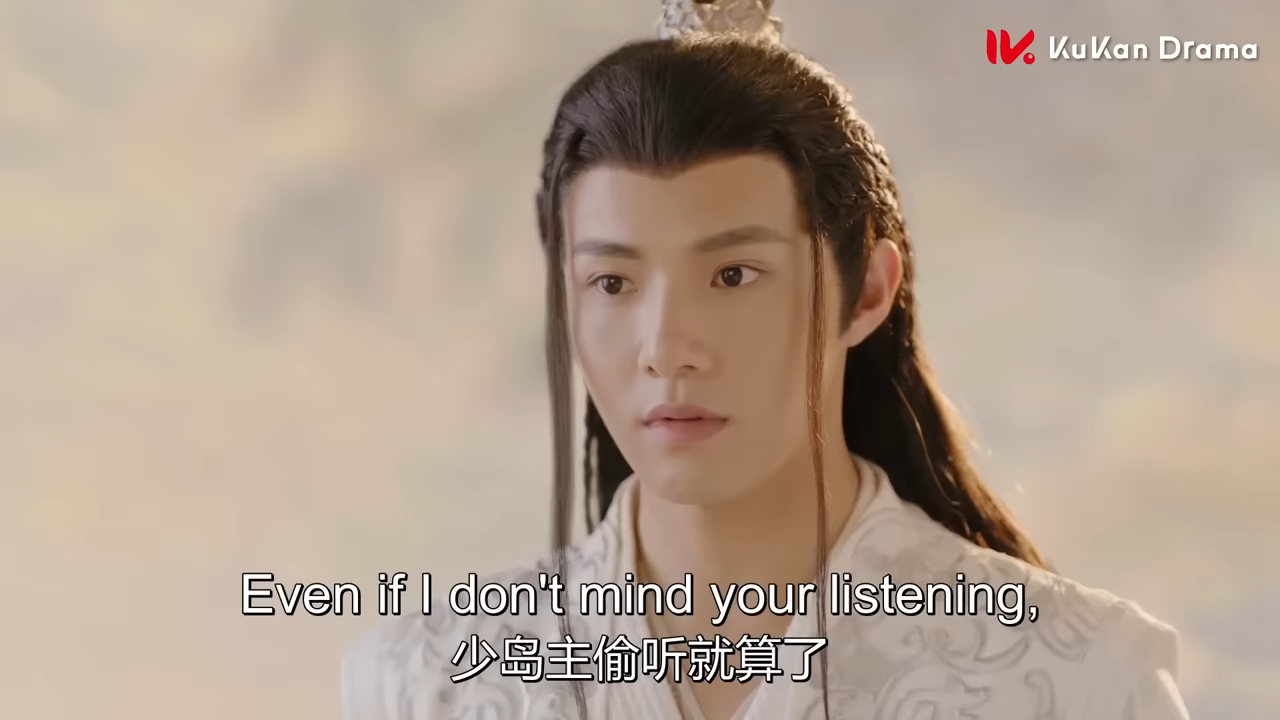 KuKan Drama
Even if I don't mind your listening,
少岛主偷听就算了